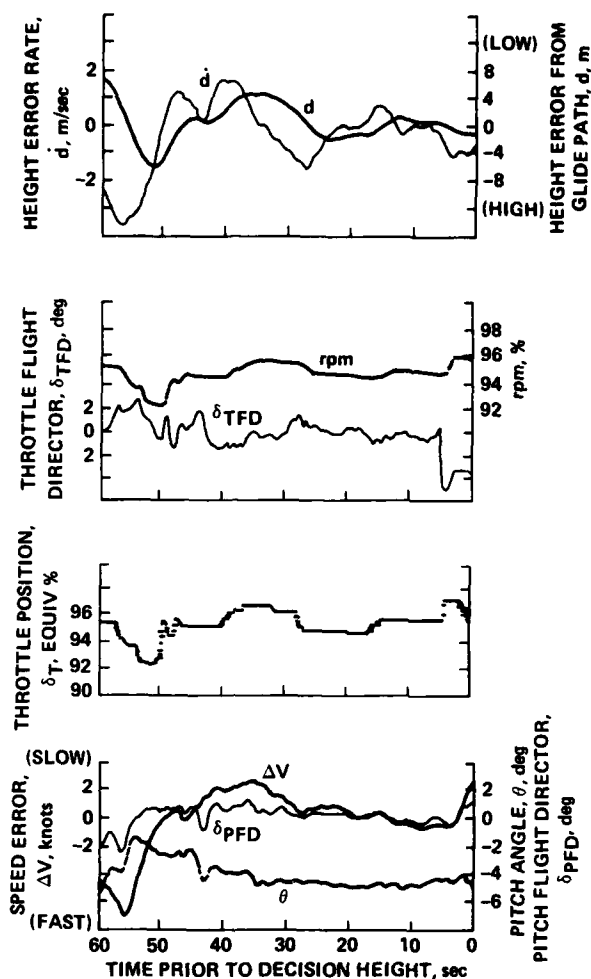 HEIGHT ERROR RATE,
ḋ, m/sec
2
0
-2
ḋ
d
(LOW)
8
4
0
-4
-8
(HIGH)
HEIGHT ERROR FROM
GLIDE PATH, d, m
THROTTLE FLIGHT
DIRECTOR, δTFD, deg
2
0
2
rpm
δTFD
98
96
94
92
rpm, %
THROTTLE POSITION,
δT, EQUIV %
96
94
92
90
SPEED ERROR,
ΔV, knots
(SLOW)
2
0
-2
(FAST)
ΔV
δPFD
θ
2
0
-2
-4
-6
PITCH ANGLE, θ, deg
PITCH FLIGHT DIRECTOR,
δPFD, deg
60 50 40 30 20 10 0
TIME PRIOR TO DECISION HEIGHT, sec